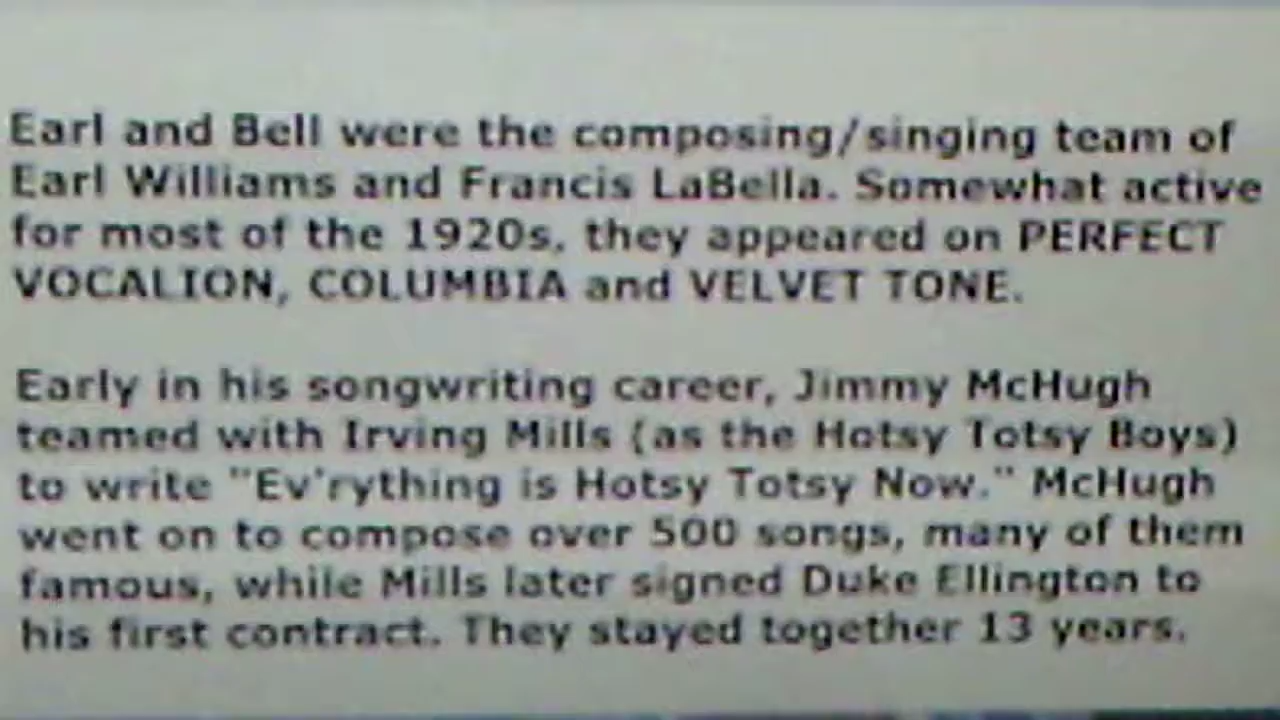 Earl and Bell were the composing/singing team of
Earl Williams and Francis LaBella. Somewhat active
for most of the 1920s, they appeared on PERFECT
VOCALION, COLUMBIA and VELVET TONE.
Early in his songwriting career, Jimmy McHugh
teamed with Irving Mills (as the Hotsy Totsy Boys)
to write "Ev'rything is Hotsy Totsy Now." McHugh
went on to compose over 500 songs, many of them
famous, while Mills later signed Duke Ellington to
his first contract. They stayed together 13 years.